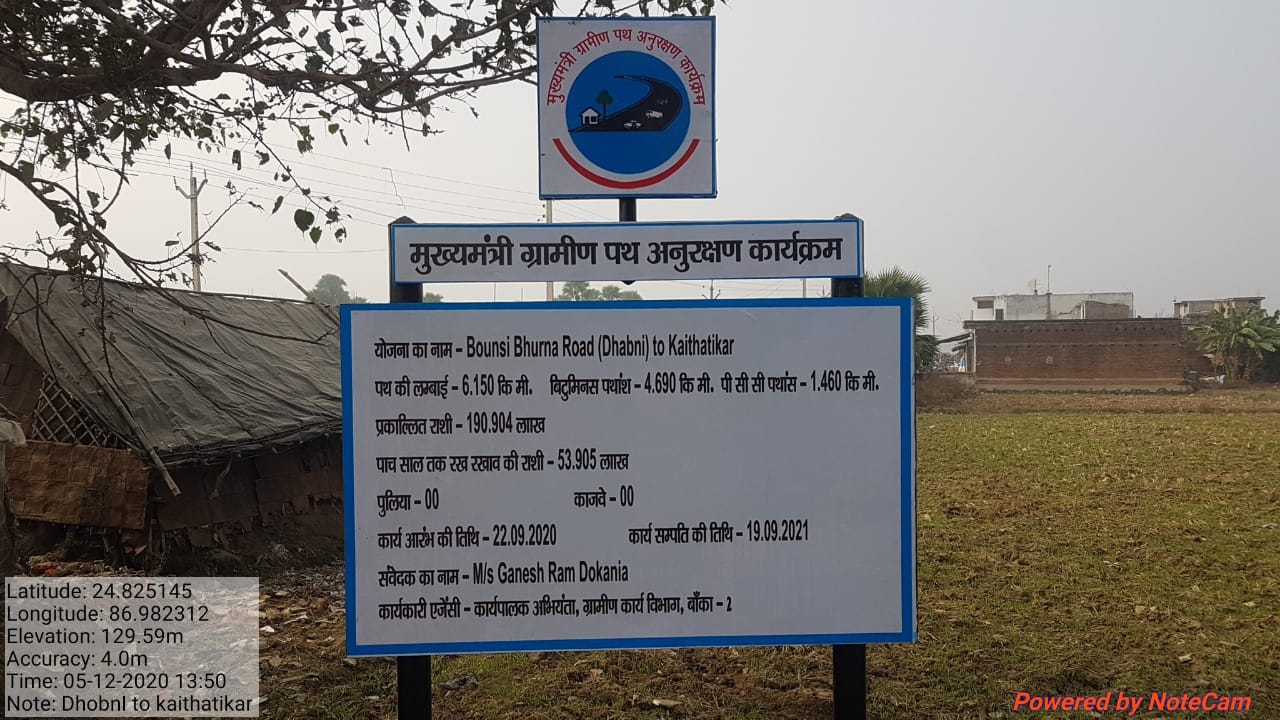 मुख्यमंत्री ग्रामीण पथ अनुरक्षण कार्यक्रम
मुख्यमंत्री ग्रामीण पथ अनुरक्षण कार्यक्रम
योजना का नाम – Bounsi Bhurna Road (Dhabni) to Kaithatikar
पथ की लम्बाई – 6.150 कि मी. बिटुमिनस पथांश – 4.690 कि मी. पी सी सी पथांस – 1.460 कि मी.
प्रकाल्लित राशी – 190.904 लााख
पाच साल तक रख रखाव की राशी – 53.905 लााख
पुलिया – 00 काजवे – 00
कार्य आरंभ की तिथि – 22.09.2020 कार्य सम्पति की तिथि – 19.09.2021
संवेदक का नाम – M/s Ganesh Ram Dokania
कार्यकारी एजेंसी – कार्यपालक अभियंता, ग्रामीण कार्य विभाग, बाँका – 2
Latitude: 24.825145
Longitude: 86.982312
Elevation: 129.59m
Accuracy: 4.0m
Time: 05-12-2020 13:50
Note: Dhobnl to kaithatikar
Powered by NoteCam